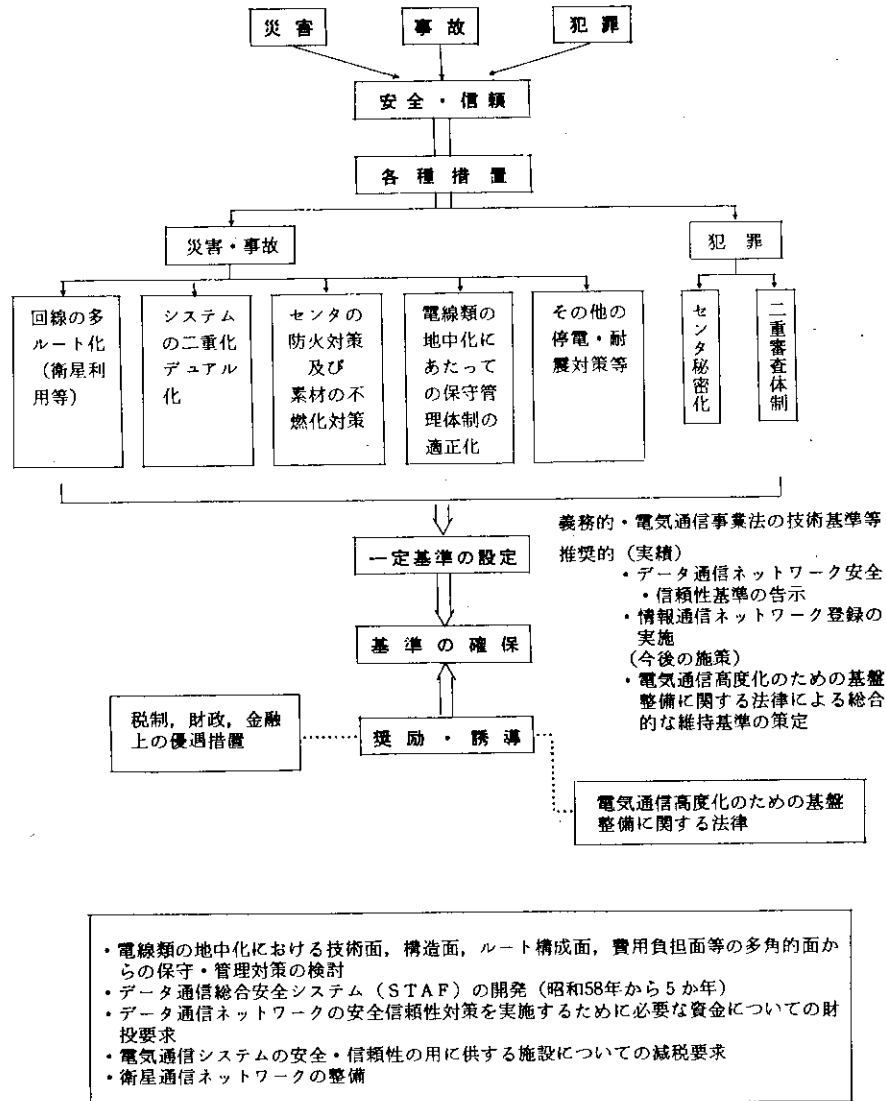 災害
事故
犯罪
安全・信頼
各種措置
災害・事故
犯罪
回線の多
ルート化
（衛星利
用等）
システム
の二重化
デュアル
化
センタの
防火対策
及び
素材の不
燃化対策
電線類の
地中化に
あたって
の保守管
理体制の
適正化
その他の
停電・耐
震対策等
センタ秘密化
二重審査体制
義務的・電気通信事業法の技術基準等
一定基準の設定
推奨的（実績）
・データ通信ネットワーク安全
・信頼性基準の告示
・情報通信ネットワーク登録の
実施
（今後の施策）
・電気通信高度化のための基盤
整備に関する法律による総合
的な維持基準の策定
基準の確保
税制，財政，金融
上の優遇措置
奨励・誘導
電気通信高度化のための基盤
整備に関する法律
・電線類の地中化における技術面，構造面，ルート構成面，費用負担面等の多角的面か
らの保守・管理対策の検討
・データ通信総合安全システム（ＳＴＡＦ）の開発（昭和58年から５か年）
・データ通信ネットワークの安全信頼性対策を実施するために必要な資金についての財
投要求
・電気通信システムの安全・信頼性の用に供する施設についての減税要求
・衛星通信ネットワークの整備